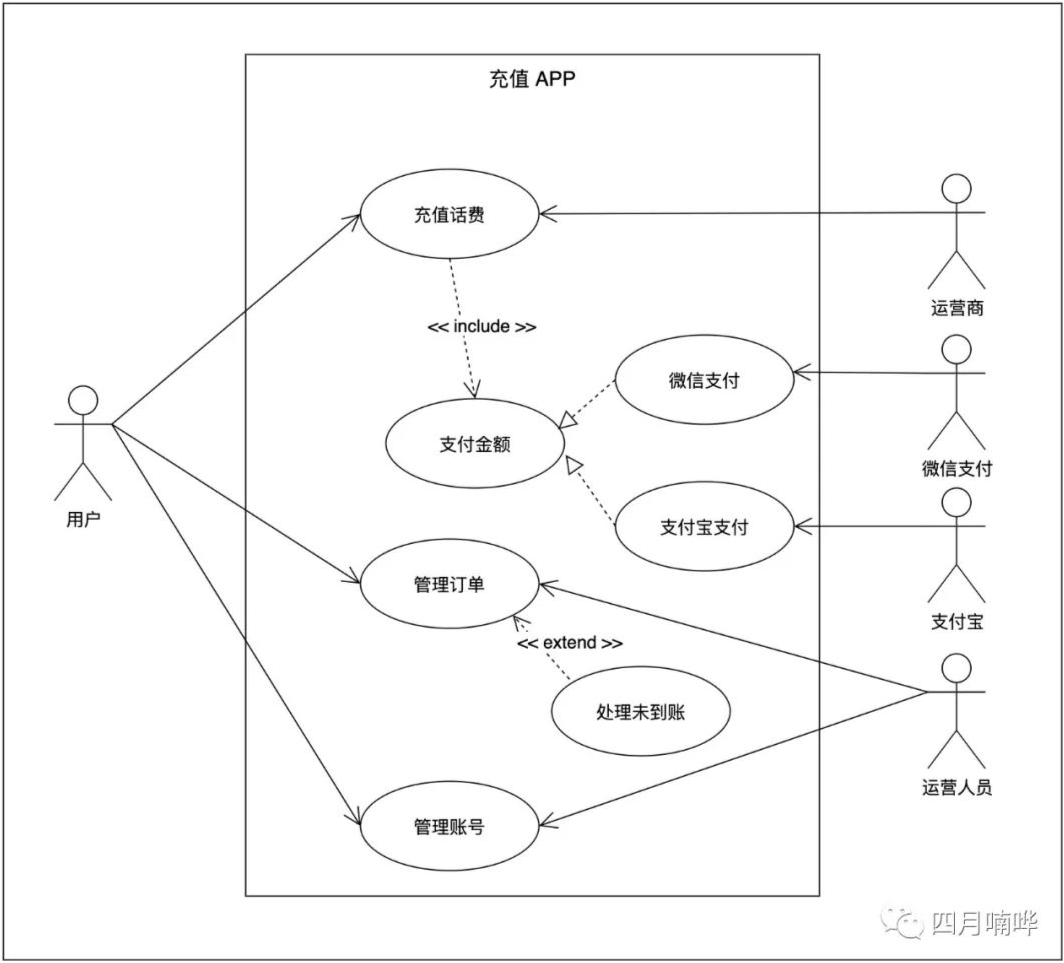 充值 APP
充值话费
运营商
<< include >>
微信支付
支付金额
微信支付
用户
支付宝支付
管理订单
支付宝
<< extend >>
处理未到账
运营人员
管理账号
四月喃哗